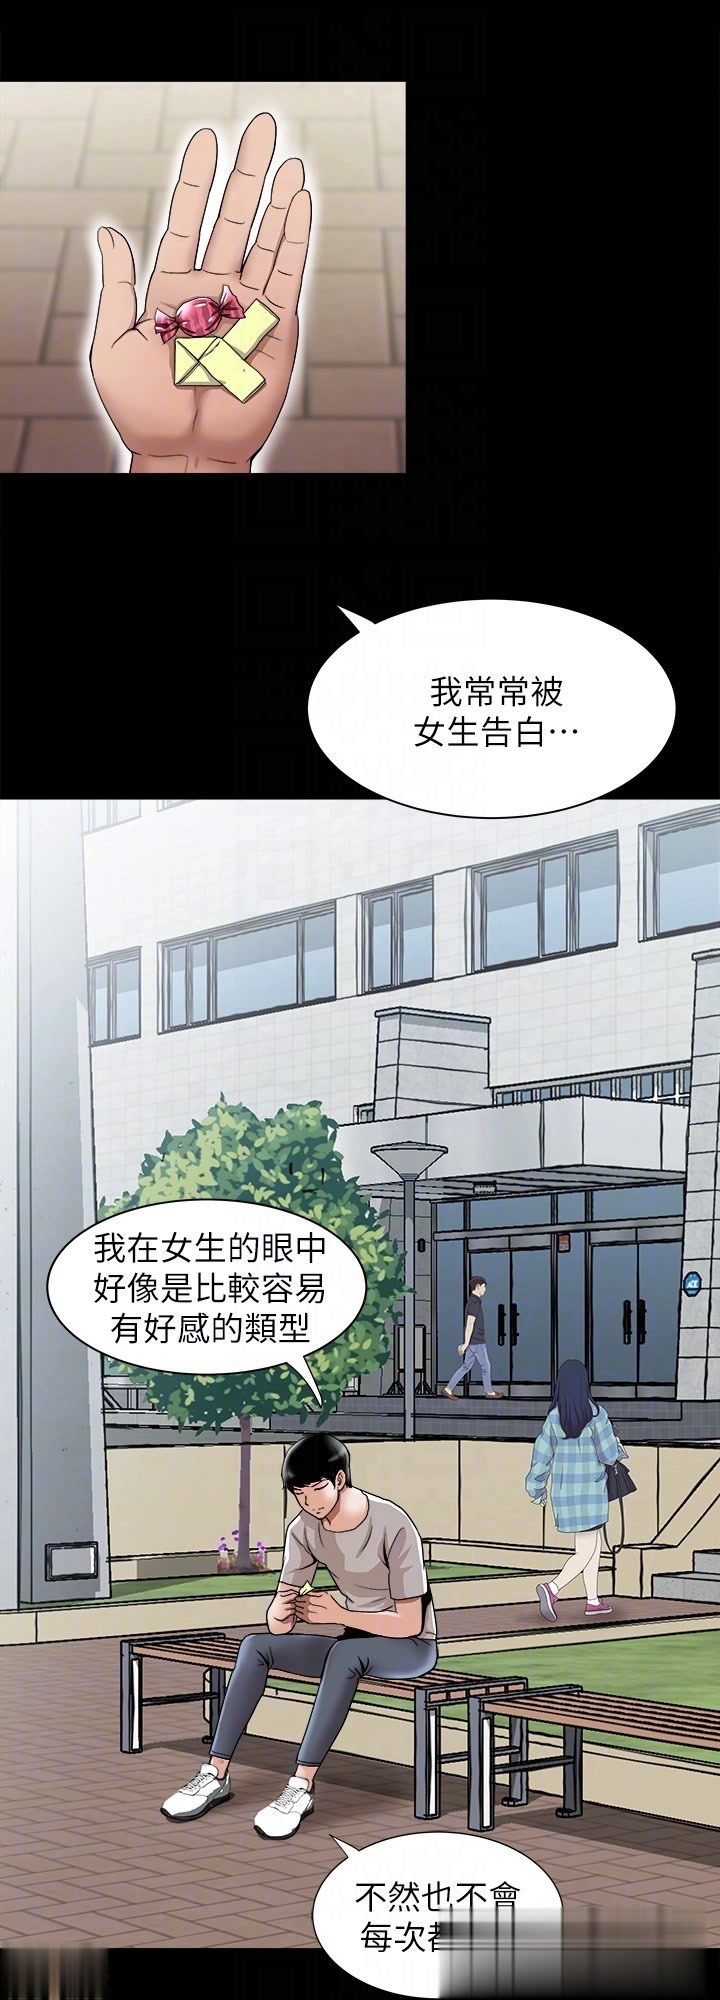 我常常被
女生告白…
我在女生的眼中
好像是比較容易
有好感的類型
ACE
不然也不會
每次都